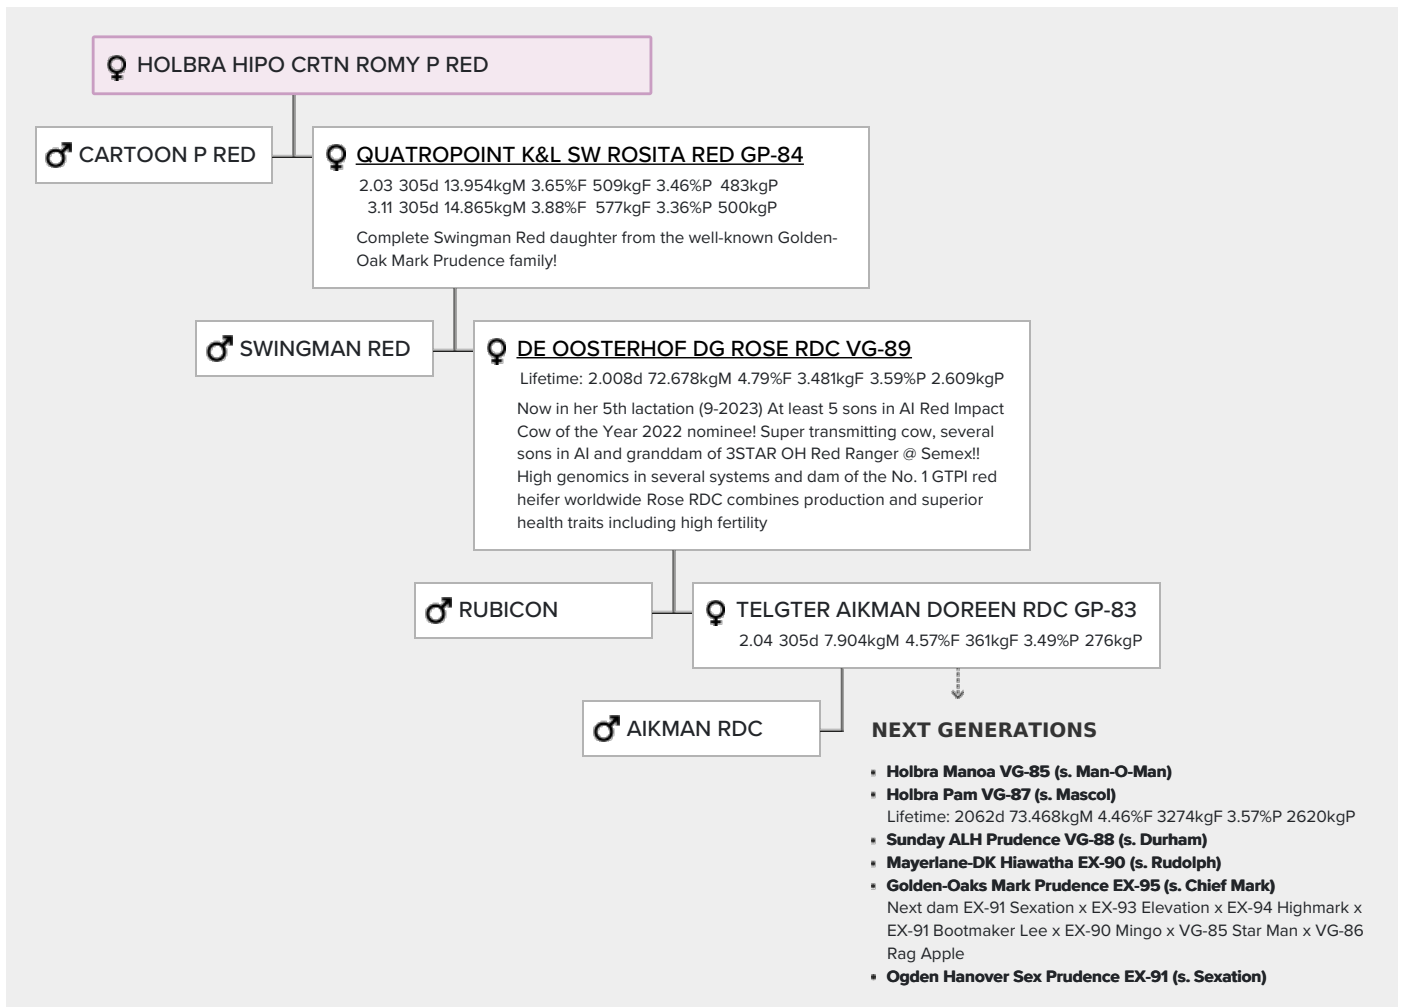 HOLBRA HIPO CRTN ROMY P RED
CARTOON P RED
QUATROPOINT K&L SW ROSITA RED GP-84
2.03 305d 13.954kgM 3.65%F 509kgF 3.46%P 483kgP
3.11 305d 14.865kgM 3.88%F 577kgF 3.36%P 500kgP
Complete Swingman Red daughter from the well-known Golden-
Oak Mark Prudence family!
SWINGMAN RED
DE OOSTERHOF DG ROSE RDC VG-89
Lifetime: 2.008d 72.678kgM 4.79%F 3.481kgF 3.59%P 2.609kgP
Now in her 5th lactation (9-2023) At least 5 sons in AI Red Impact
Cow of the Year 2022 nominee! Super transmitting cow, several
sons in AI and granddam of 3STAR OH Red Ranger @ Semex!!
High genomics in several systems and dam of the No. 1 GTPI red
heifer worldwide Rose RDC combines production and superior
health traits including high fertility
RUBICON
TELGTER AIKMAN DOREEN RDC GP-83
2.04 305d 7.904kgM 4.57%F 361kgF 3.49%P 276kgP
AIKMAN RDC
NEXT GENERATIONS
Holbra Manoa VG-85 (s. Man-O-Man)
Holbra Pam VG-87 (s. Mascol)
Lifetime: 2062d 73.468kgM 4.46%F 3274kgF 3.57%P 2620kgP
Sunday ALH Prudence VG-88 (s. Durham)
Mayerlane-DK Hiawatha EX-90 (s. Rudolph)
Golden-Oaks Mark Prudence EX-95 (s. Chief Mark)
Next dam EX-91 Sexation x EX-93 Elevation x EX-94 Highmark x
EX-91 Bootmaker Lee x EX-90 Mingo x VG-85 Star Man x VG-86
Rag Apple
Ogden Hanover Sex Prudence EX-91 (s. Sexation)